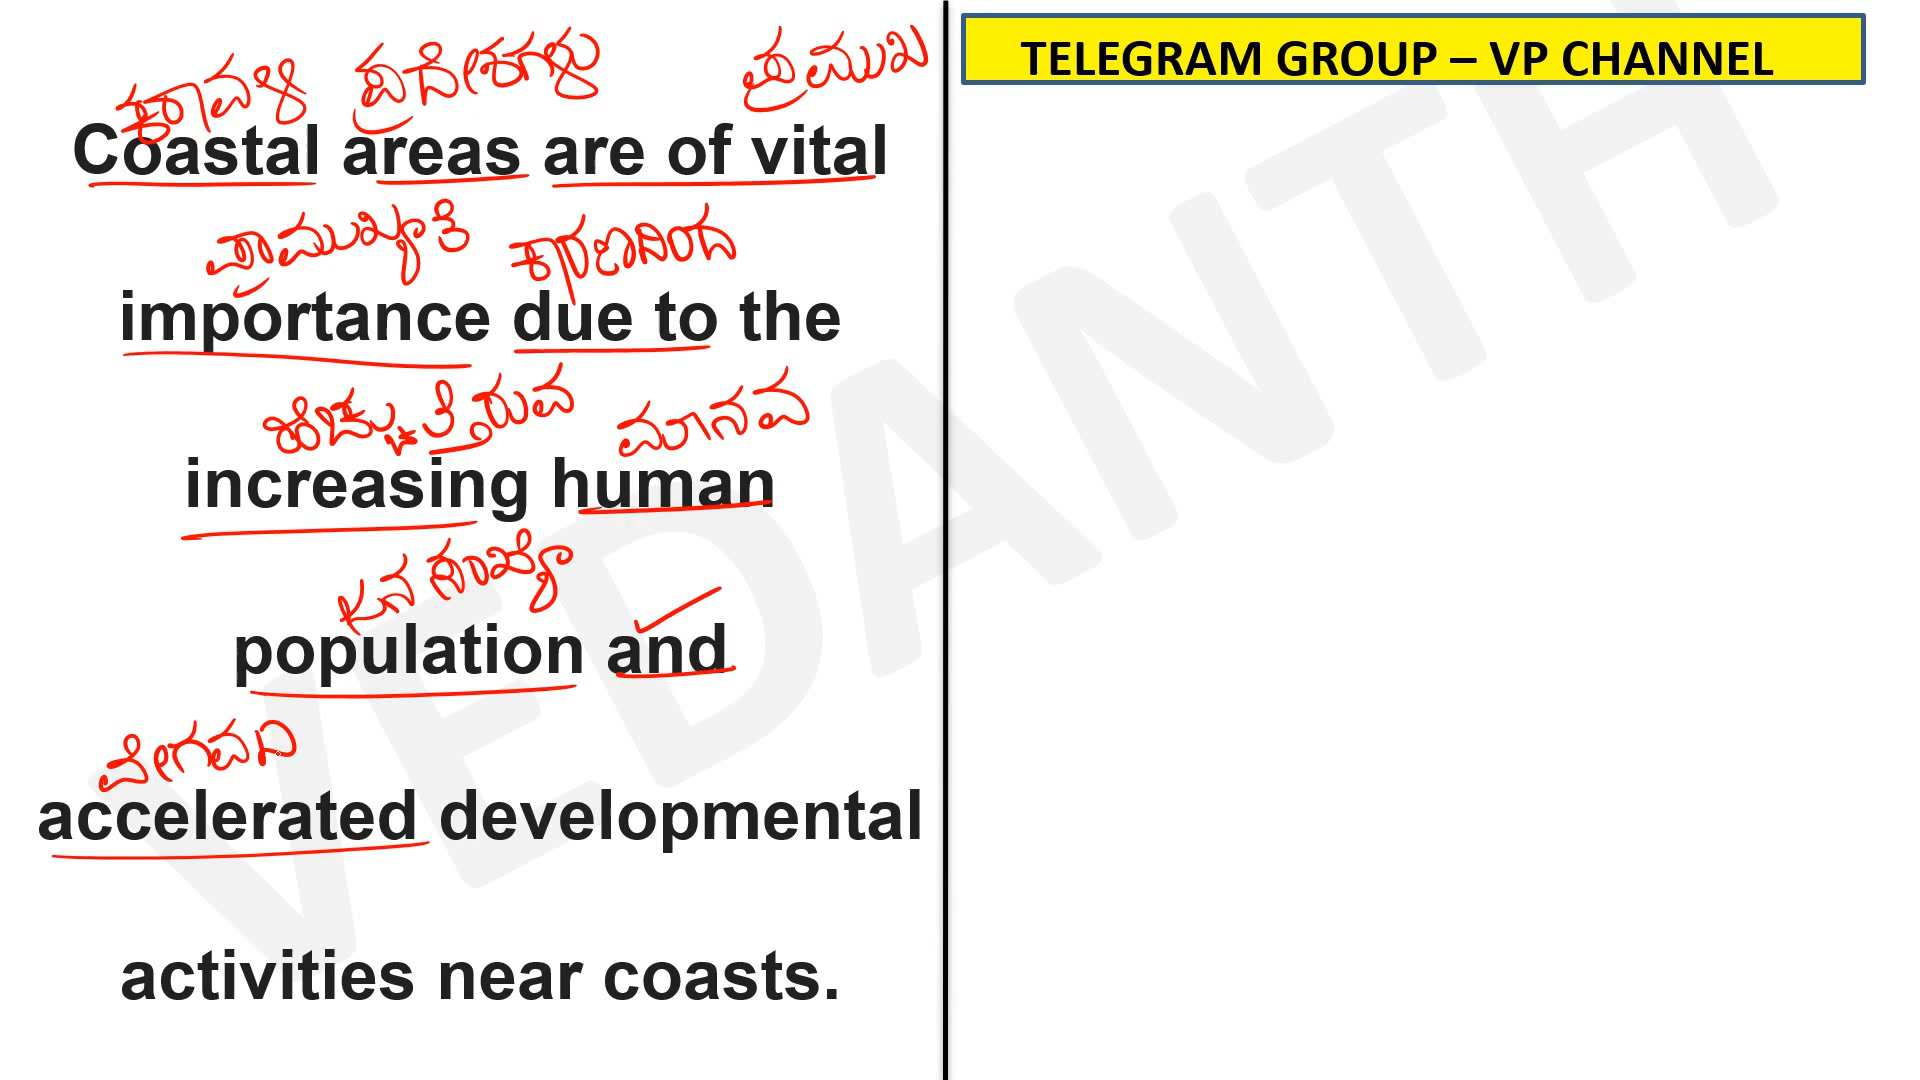 ಕರಾವಳಿ ಪ್ರದೇಶಗಳು ಪ್ರಮುಖ
Coastal areas are of vital
ಪ್ರಾಮುಖ್ಯತೆ ಕಾರಣದಿಂದ
importance due to the
ಹೆಚ್ಚುತ್ತಿರುವ ಮಾನವ
increasing human
ಜನಸಂಖ್ಯೆ
population and
ವೇಗವಾದ
accelerated developmental
activities near coasts.
TELEGRAM GROUP – VP CHANNEL
VEDANTH